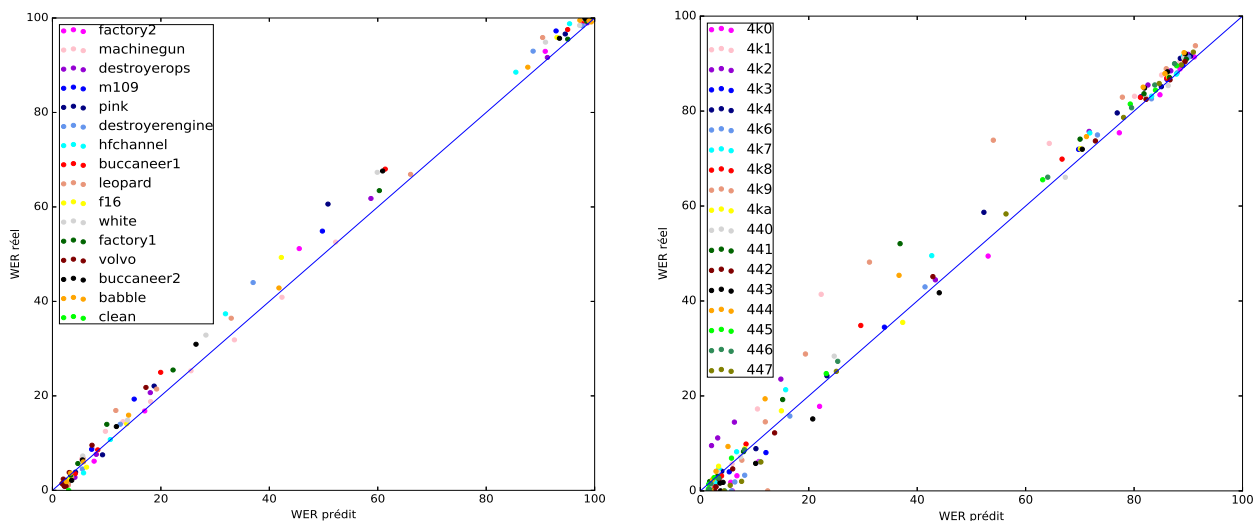 100
80
60
40
20
0
WER réel
factory2
machinegun
destroyerops
m109
pink
destroyerengine
hfchannel
buccaneer1
leopard
f16
white
factory1
volvo
buccaneer2
babble
clean
0 20 40 60 80 100
WER prédit
100
80
60
40
20
0
WER réel
4k0
4k1
4k2
4k3
4k4
4k6
4k7
4k8
4k9
4ka
440
441
442
443
444
445
446
447
0 20 40 60 80 100
WER prédit